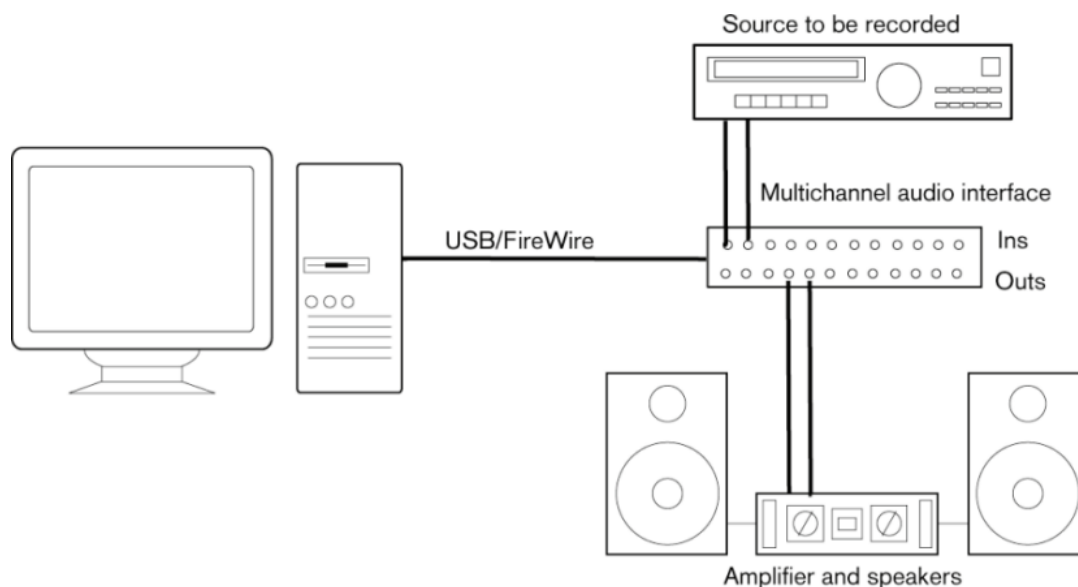 Source to be recorded
Multichannel audio interface
USB/FireWire
Ins
Outs
Amplifier and speakers